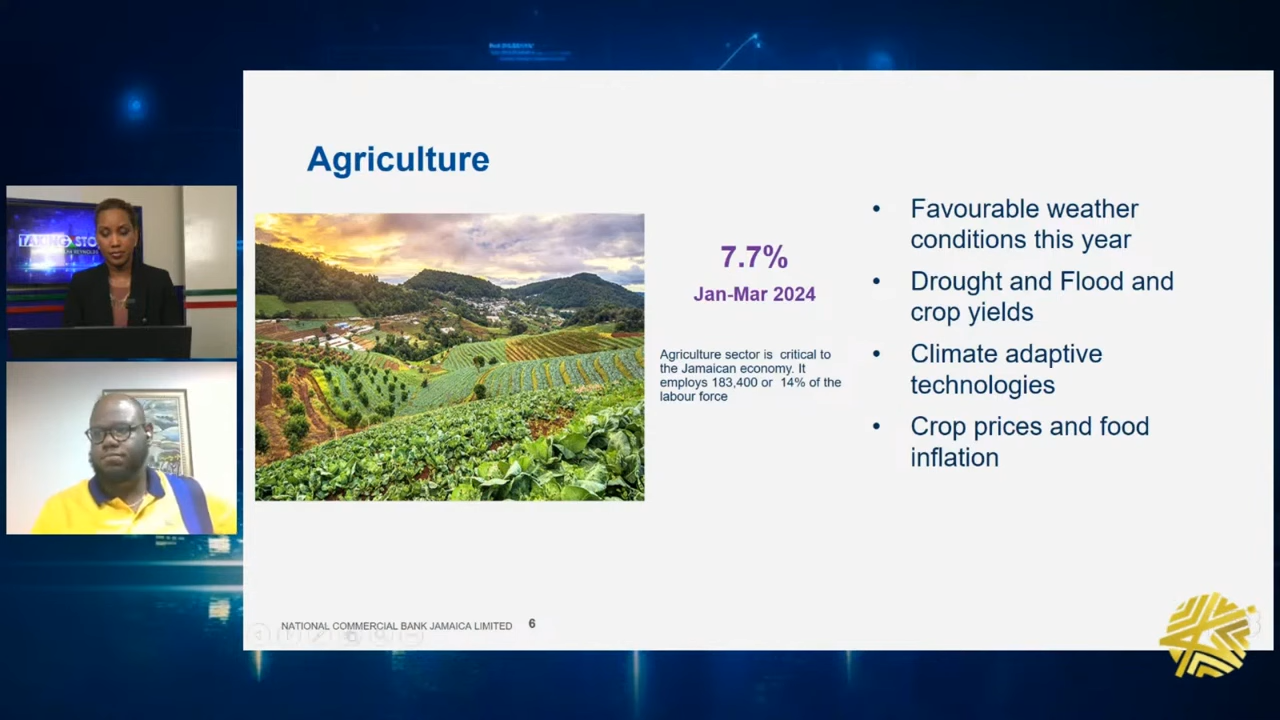 Agriculture
7.7%
Jan-Mar 2024
Agriculture sector is critical to
the Jamaican economy. It
employs 183,400 or 14% of the
labour force
• Favourable weather
conditions this year
• Drought and Flood and
crop yields
• Climate adaptive
technologies
• Crop prices and food
inflation
TAKING STO
NATIONAL COMMERCIAL BANK JAMAICA LIMITED 6